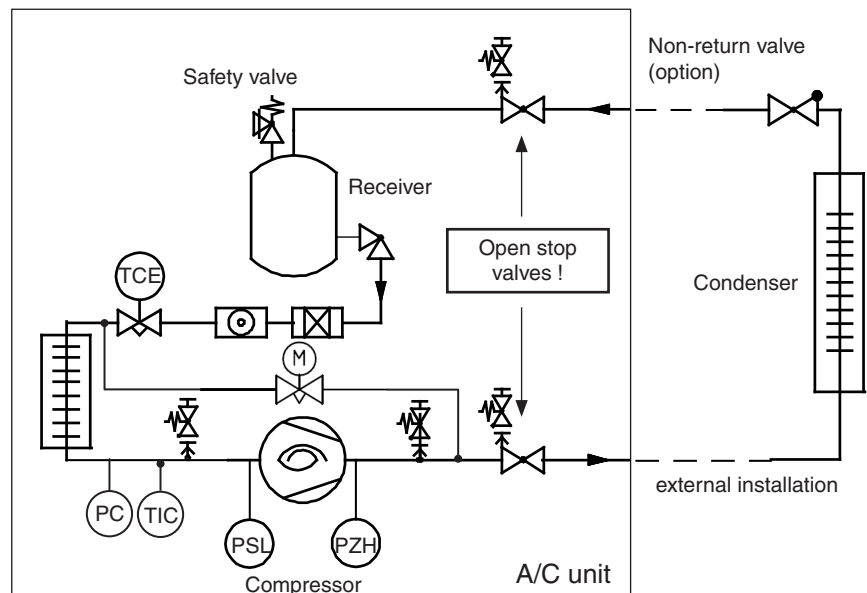 Non-return valve
(option)
Safety valve
Receiver
Open stop
valves !
TCE
Condenser
M
PC
TIC
external installation
PSL
PZH
Compressor
A/C unit